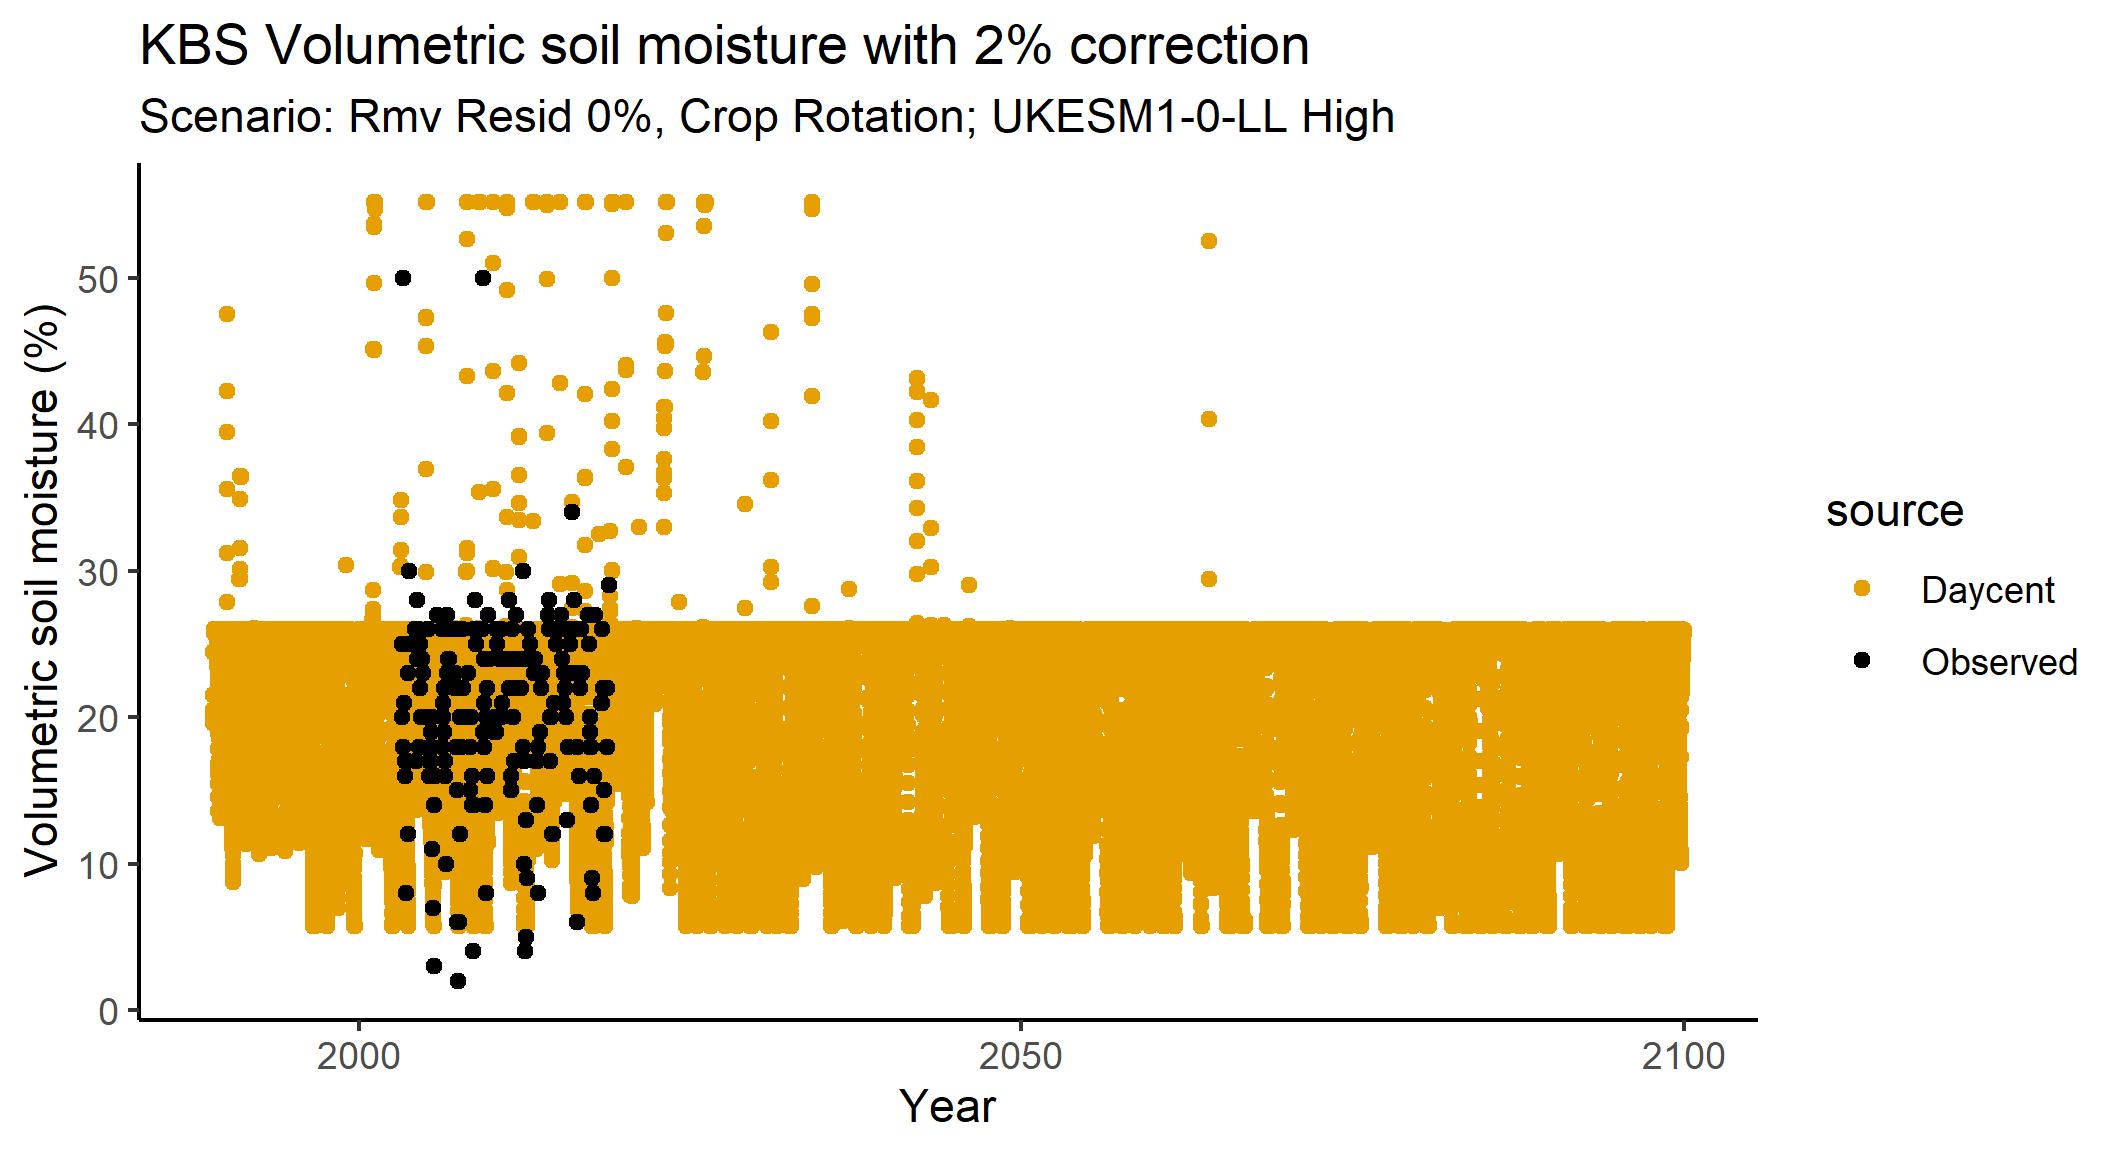 KBS Volumetric soil moisture with 2% correction
Scenario: Rmv Resid 0%, Crop Rotation; UKESM1-0-LL High
Volumetric soil moisture (%)
50
40
30
20
10
0
2000
2050
2100
Year
source
Daycent
Observed